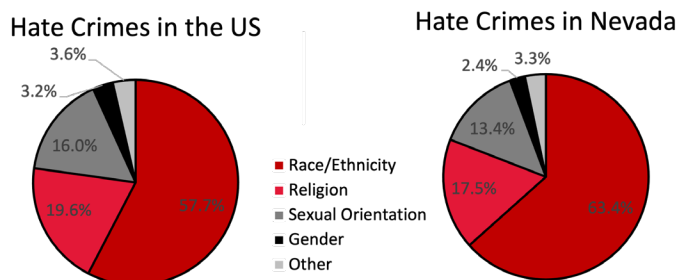 Hate Crimes in the US
3.6%
3.2%
16.0%
19.6%
57.7%
Race/Ethnicity
Religion
Sexual Orientation
Gender
Other
Hate Crimes in Nevada
3.3%
2.4%
13.4%
17.5%
63.4%